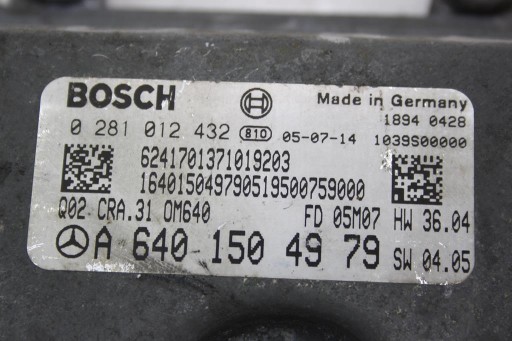 BOSCH
Made in Germany
1894 0428
0 281 012 432 810 05-07-14 1039S00000
6241701371019203
164015049790519500759000
Q02 CRA.31 OM640 FD 05M07 HW 36.04
A 640 150 49 79 SW 04.05